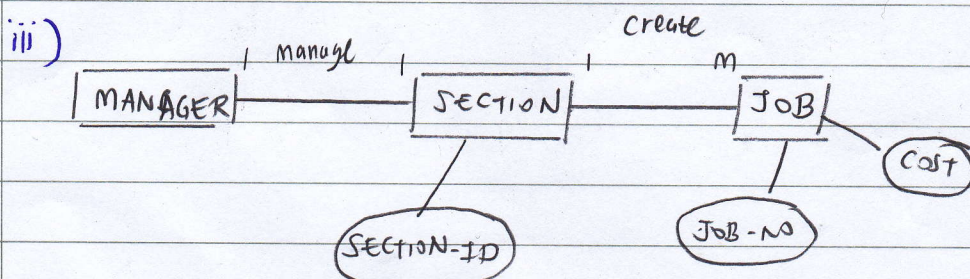 iii)
1 manage 1
1 create m
MANAGER
SECTION
JOB
COST
SECTION-ID
JOB-NO